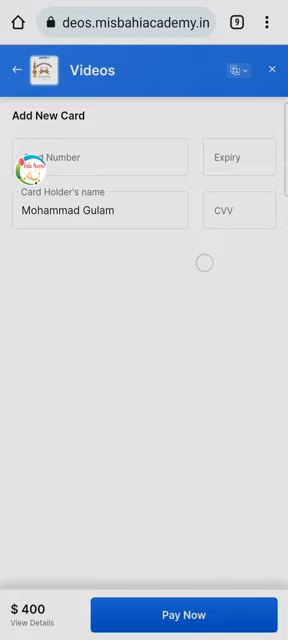 deos.misbahiacademy.in
9
Videos
Add New Card
Card Number
Expiry
Card Holder's name
Mohammad Gulam
CVV
$ 400
View Details
Pay Now